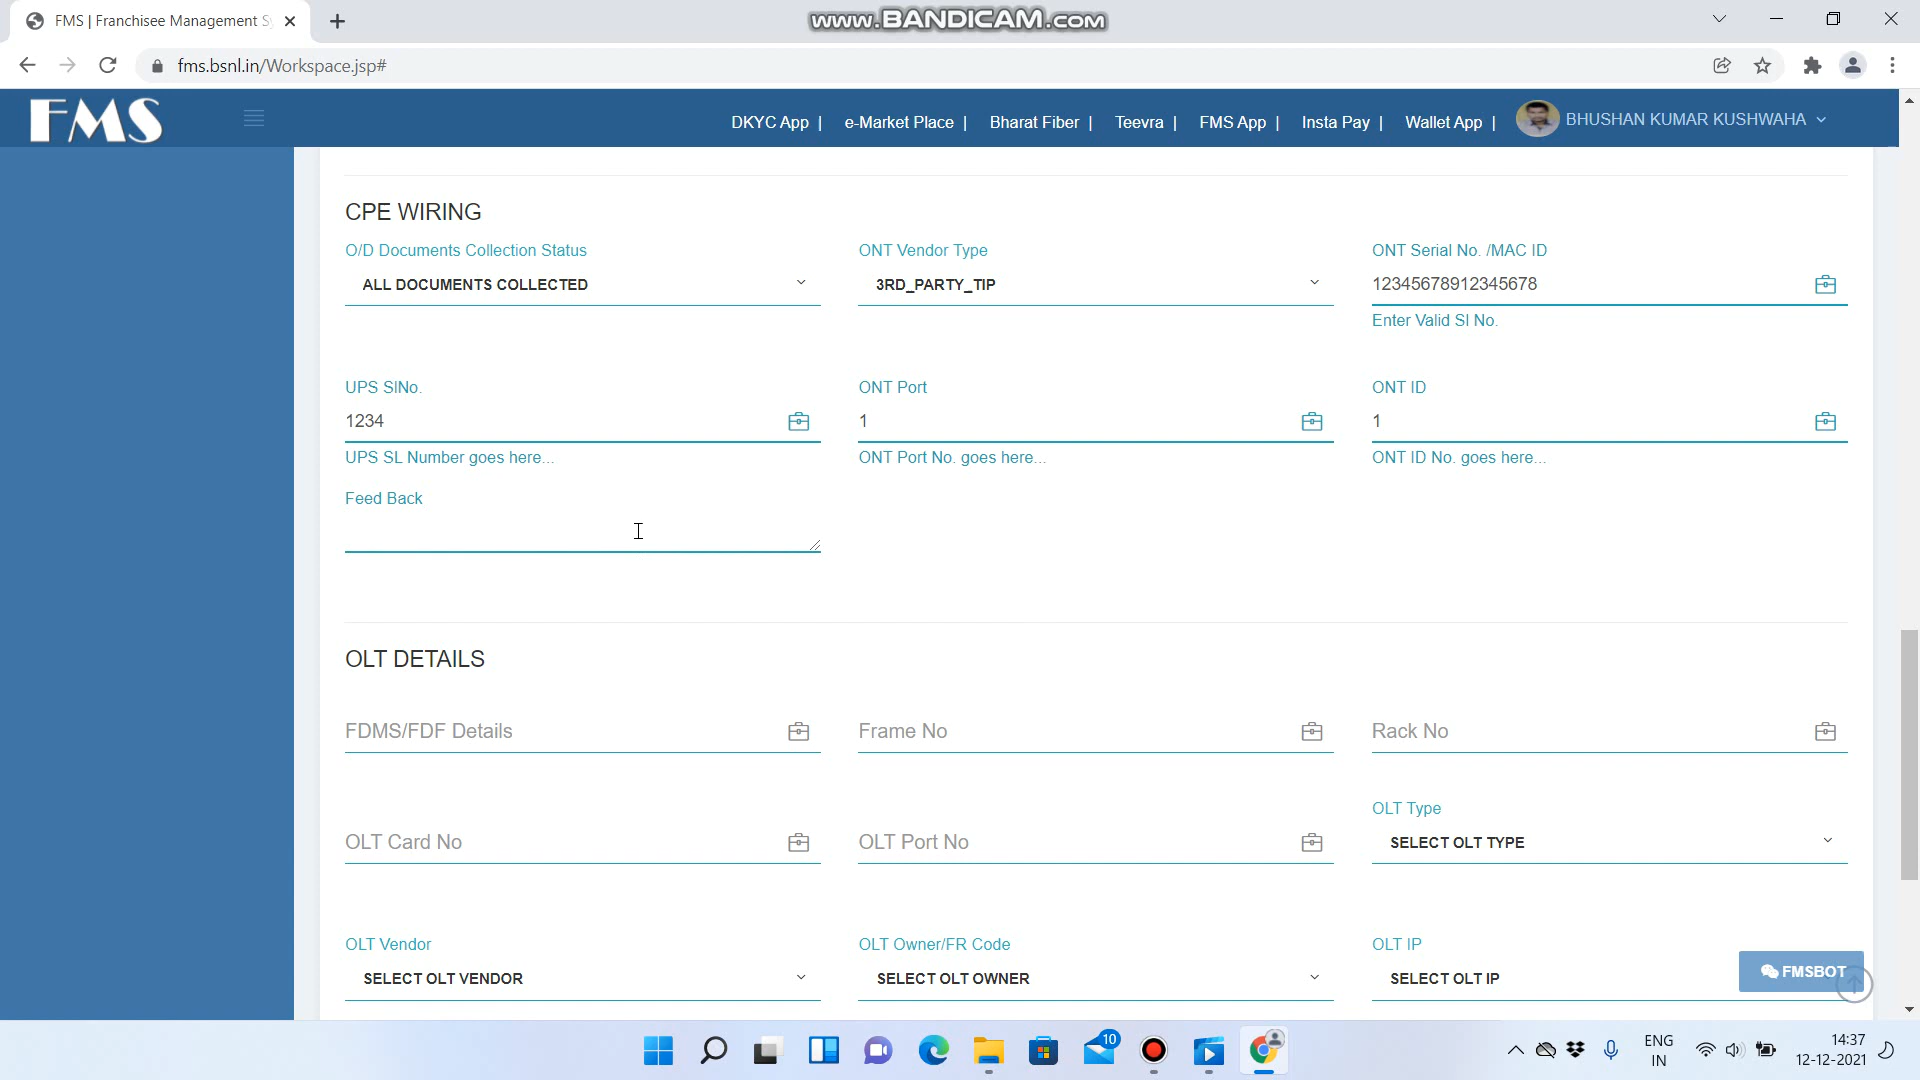 FMS | Franchisee Management S
www.BANDICAM.com
fms.bsnl.in/Workspace.jsp#
FMS
DKYC App | e-Market Place | Bharat Fiber | Teevra | FMS App | Insta Pay | Wallet App | BHUSHAN KUMAR KUSHWAHA
CPE WIRING
O/D Documents Collection Status ONT Vendor Type ONT Serial No. /MAC ID
ALL DOCUMENTS COLLECTED 3RD_PARTY_TIP 12345678912345678
Enter Valid Sl No.
UPS SlNo. ONT Port ONT ID
1234 1 1
UPS SL Number goes here... ONT Port No. goes here... ONT ID No. goes here...
Feed Back
OLT DETAILS
FDMS/FDF Details Frame No Rack No
OLT Type
OLT Card No OLT Port No SELECT OLT TYPE
OLT Vendor OLT Owner/FR Code OLT IP
SELECT OLT VENDOR SELECT OLT OWNER SELECT OLT IP
FMSBOT
10
ENG
IN
14:37
12-12-2021